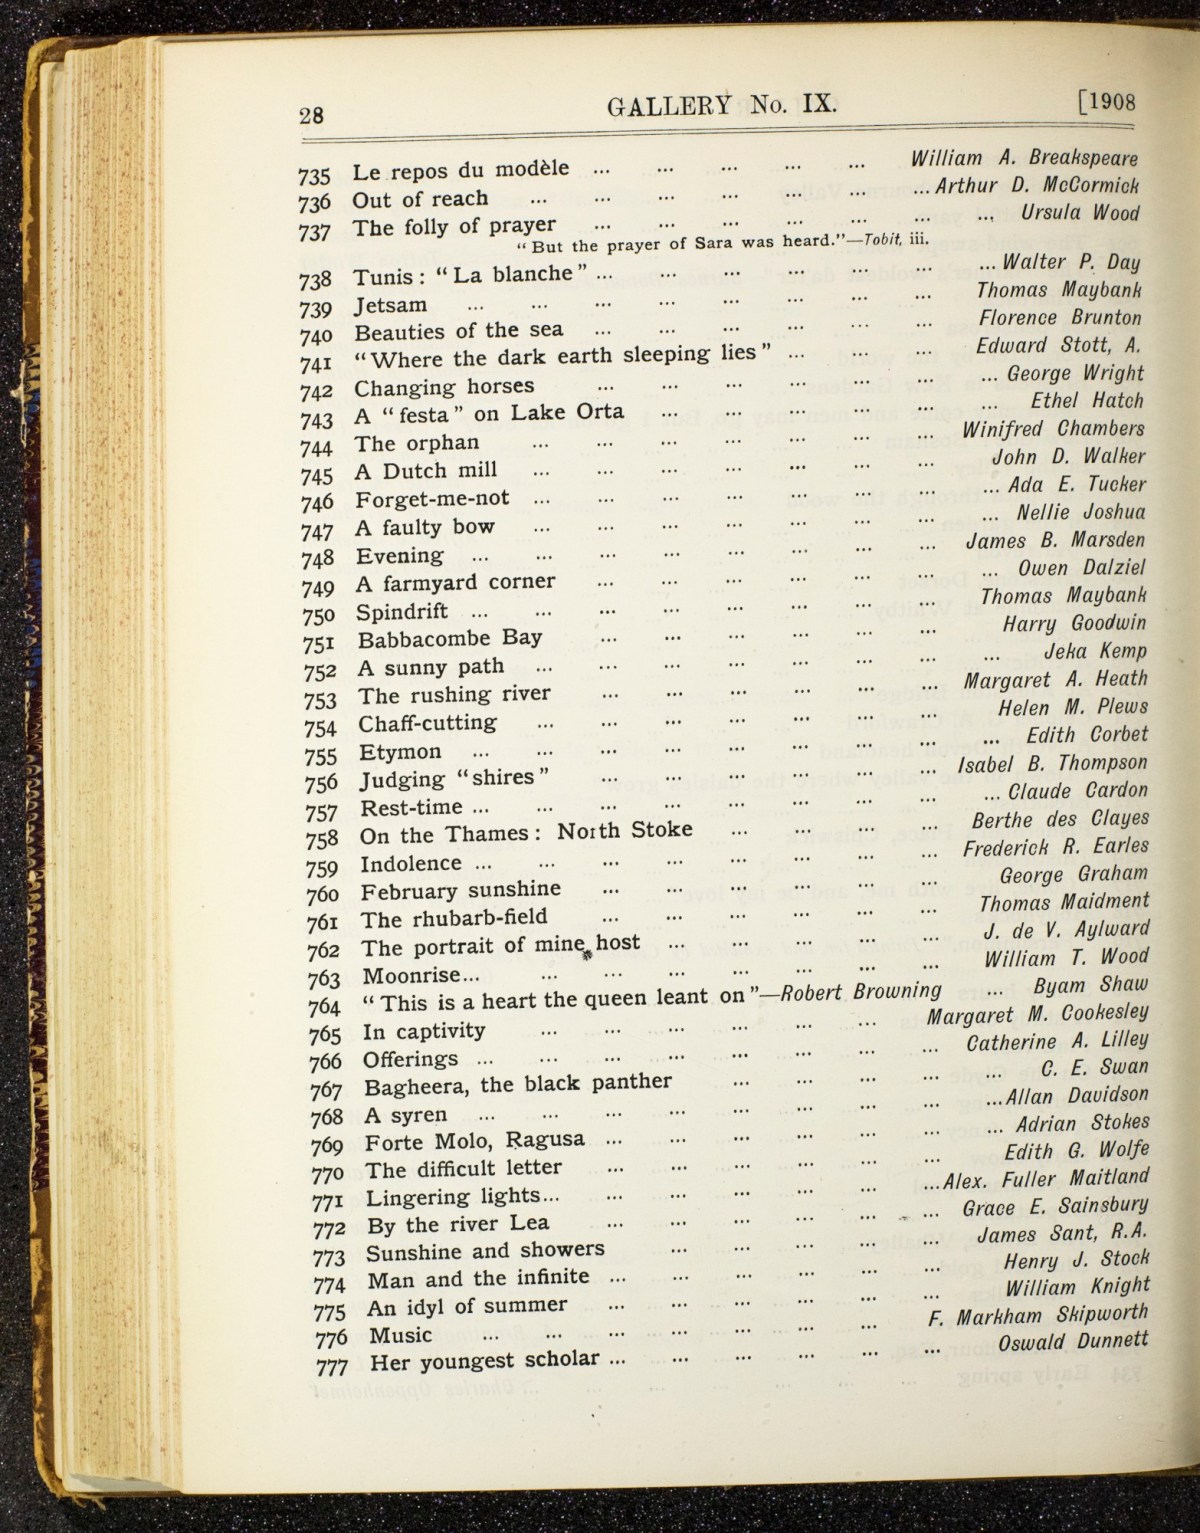 28 GALLERY No. IX. [1908
735 Le repos du modèle ... ... ... ... ... William A. Breakspeare
736 Out of reach ... ... ... ... ... ... ... Arthur D. McCormick
737 The folly of prayer ... ... ... ... ... ... ... Ursula Wood
“But the prayer of Sara was heard.”—Tobit, iii.
738 Tunis: “La blanche” ... ... ... ... ... ... ... Walter P. Day
739 Jetsam ... ... ... ... ... ... ... ... Thomas Maybank
740 Beauties of the sea ... ... ... ... ... ... Florence Brunton
741 “Where the dark earth sleeping lies” ... ... ... Edward Stott, A.
742 Changing horses ... ... ... ... ... ... ... George Wright
743 A “festa” on Lake Orta ... ... ... ... ... ... Ethel Hatch
744 The orphan ... ... ... ... ... ... ... Winifred Chambers
745 A Dutch mill ... ... ... ... ... ... ... John D. Walker
746 Forget-me-not ... ... ... ... ... ... ... ... Ada E. Tucker
747 A faulty bow ... ... ... ... ... ... ... ... Nellie Joshua
748 Evening ... ... ... ... ... ... ... ... James B. Marsden
749 A farmyard corner ... ... ... ... ... ... ... Owen Dalziel
750 Spindrift ... ... ... ... ... ... ... ... Thomas Maybank
751 Babbacombe Bay ... ... ... ... ... ... Harry Goodwin
752 A sunny path ... ... ... ... ... ... ... ... Jeka Kemp
753 The rushing river ... ... ... ... ... ... Margaret A. Heath
754 Chaff-cutting ... ... ... ... ... ... ... Helen M. Plews
755 Etymon ... ... ... ... ... ... ... ... ... Edith Corbet
756 Judging “shires” ... ... ... ... ... ... Isabel B. Thompson
757 Rest-time ... ... ... ... ... ... ... ... ... Claude Cardon
758 On the Thames: North Stoke ... ... ... ... Berthe des Clayes
759 Indolence ... ... ... ... ... ... ... ... Frederick R. Earles
760 February sunshine ... ... ... ... ... ... George Graham
761 The rhubarb-field ... ... ... ... ... ... Thomas Maidment
762 The portrait of mine host ... ... ... ... ... J. de V. Aylward
763 Moonrise... ... ... ... ... ... ... ... William T. Wood
764 “This is a heart the queen leant on”—Robert Browning ... Byam Shaw
765 In captivity ... ... ... ... ... ... Margaret M. Cookesley
766 Offerings ... ... ... ... ... ... ... ... Catherine A. Lilley
767 Bagheera, the black panther ... ... ... ... ... C. E. Swan
768 A syren ... ... ... ... ... ... ... ... ... Allan Davidson
769 Forte Molo, Ragusa ... ... ... ... ... ... ... Adrian Stokes
770 The difficult letter ... ... ... ... ... ... Edith G. Wolfe
771 Lingering lights... ... ... ... ... ... ... Alex. Fuller Maitland
772 By the river Lea ... ... ... ... ... ... Grace E. Sainsbury
773 Sunshine and showers ... ... ... ... ... James Sant, R.A.
774 Man and the infinite ... ... ... ... ... ... Henry J. Stock
775 An idyl of summer ... ... ... ... ... ... William Knight
776 Music ... ... ... ... ... ... ... F. Markham Skipworth
777 Her youngest scholar ... ... ... ... ... ... Oswald Dunnett